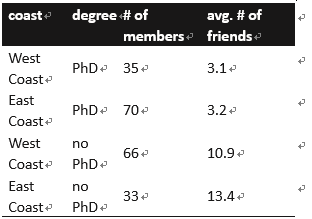 coast degree # of members avg. # of friends
West Coast PhD 35 3.1
East Coast PhD 70 3.2
West Coast no PhD 66 10.9
East Coast no PhD 33 13.4